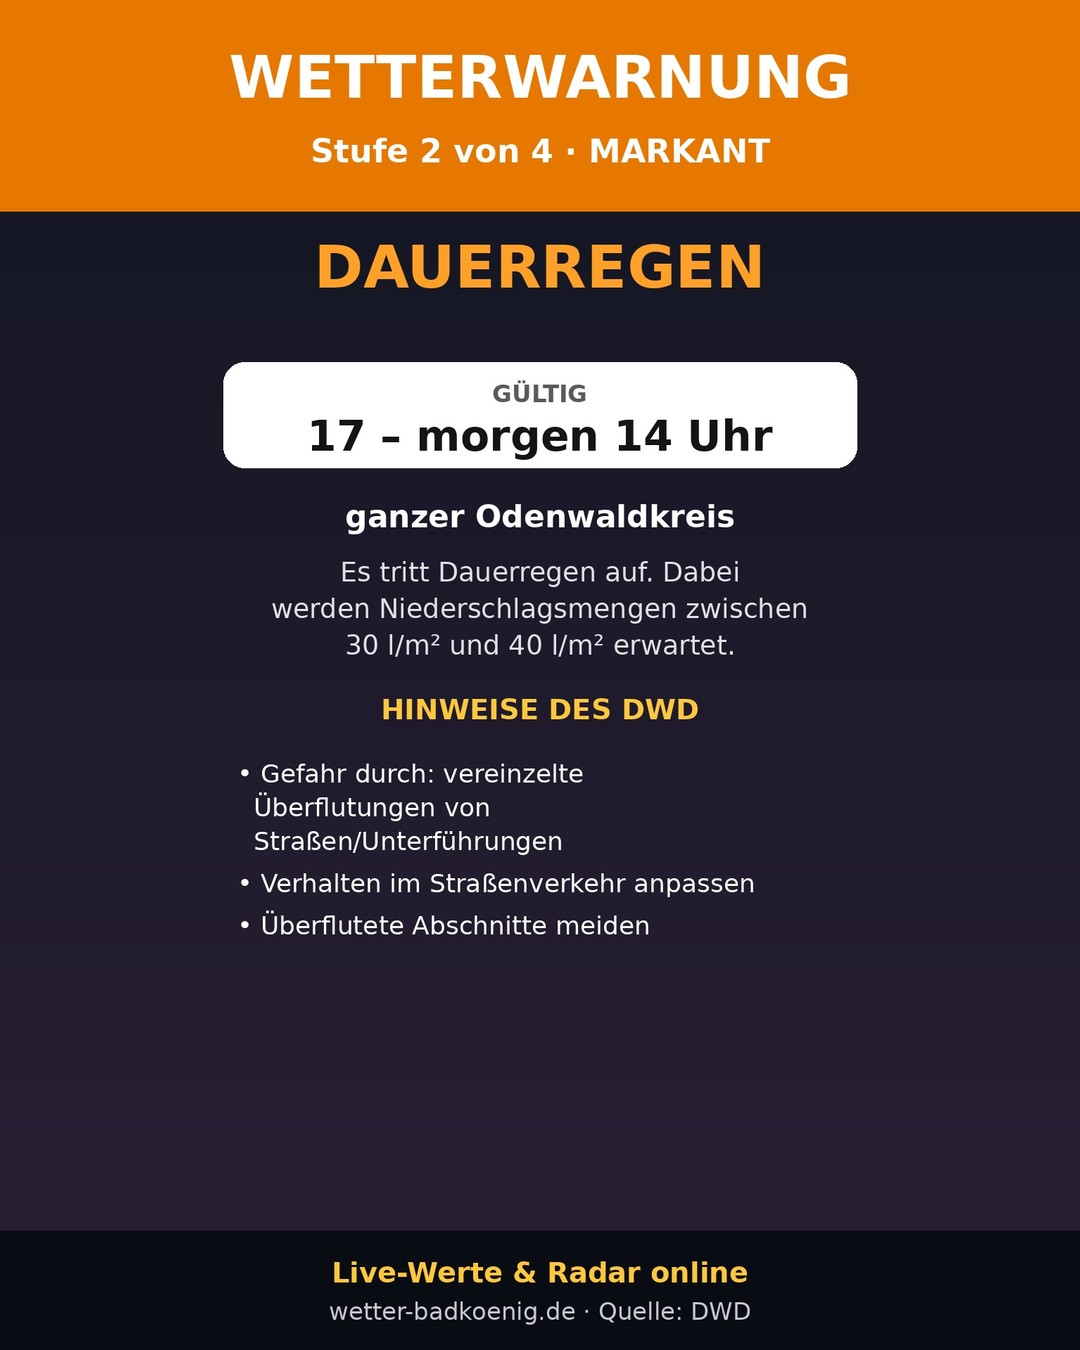 WETTERWARNUNG
Stufe 2 von 4 · MARKANT
DAUERREGEN
GÜLTIG
17 – morgen 14 Uhr
ganzer Odenwaldkreis
Es tritt Dauerregen auf. Dabei
werden Niederschlagsmengen zwischen
30 l/m² und 40 l/m² erwartet.
HINWEISE DES DWD
• Gefahr durch: vereinzelte
Überflutungen von
Straßen/Unterführungen
• Verhalten im Straßenverkehr anpassen
• Überflutete Abschnitte meiden
Live-Werte & Radar online
wetter-badkoenig.de · Quelle: DWD